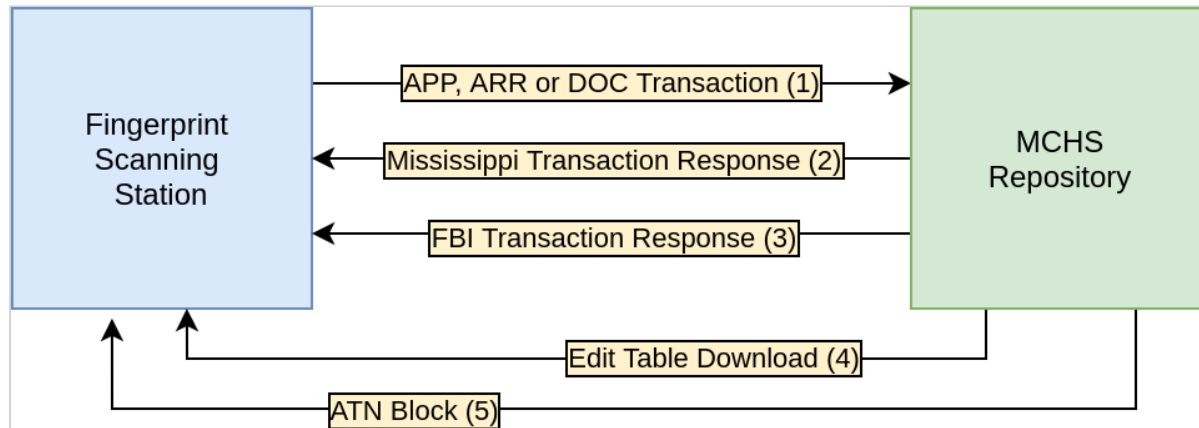 Fingerprint
Scanning
Station
APP, ARR or DOC Transaction (1)
Mississippi Transaction Response (2)
FBI Transaction Response (3)
MCHS
Repository
Edit Table Download (4)
ATN Block (5)